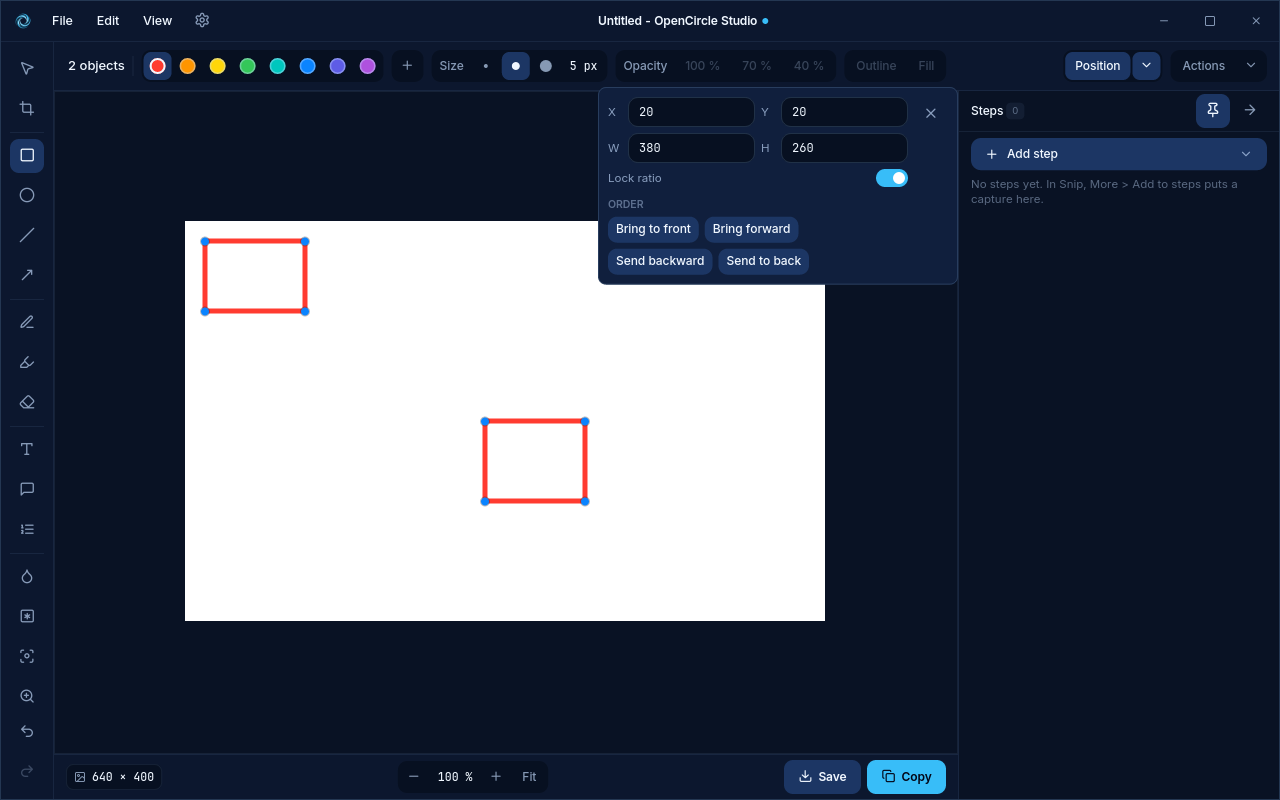 File Edit View
Untitled - OpenCircle Studio
2 objects
Size
5 px
Opacity 100 % 70 % 40 %
Outline Fill
Position
Actions
X 20 Y 20
W 380 H 260
Lock ratio
ORDER
Bring to front Bring forward
Send backward Send to back
Steps 0
Add step
No steps yet. In Snip, More > Add to steps puts a
capture here.
640 × 400
100 %
Fit
Save
Copy